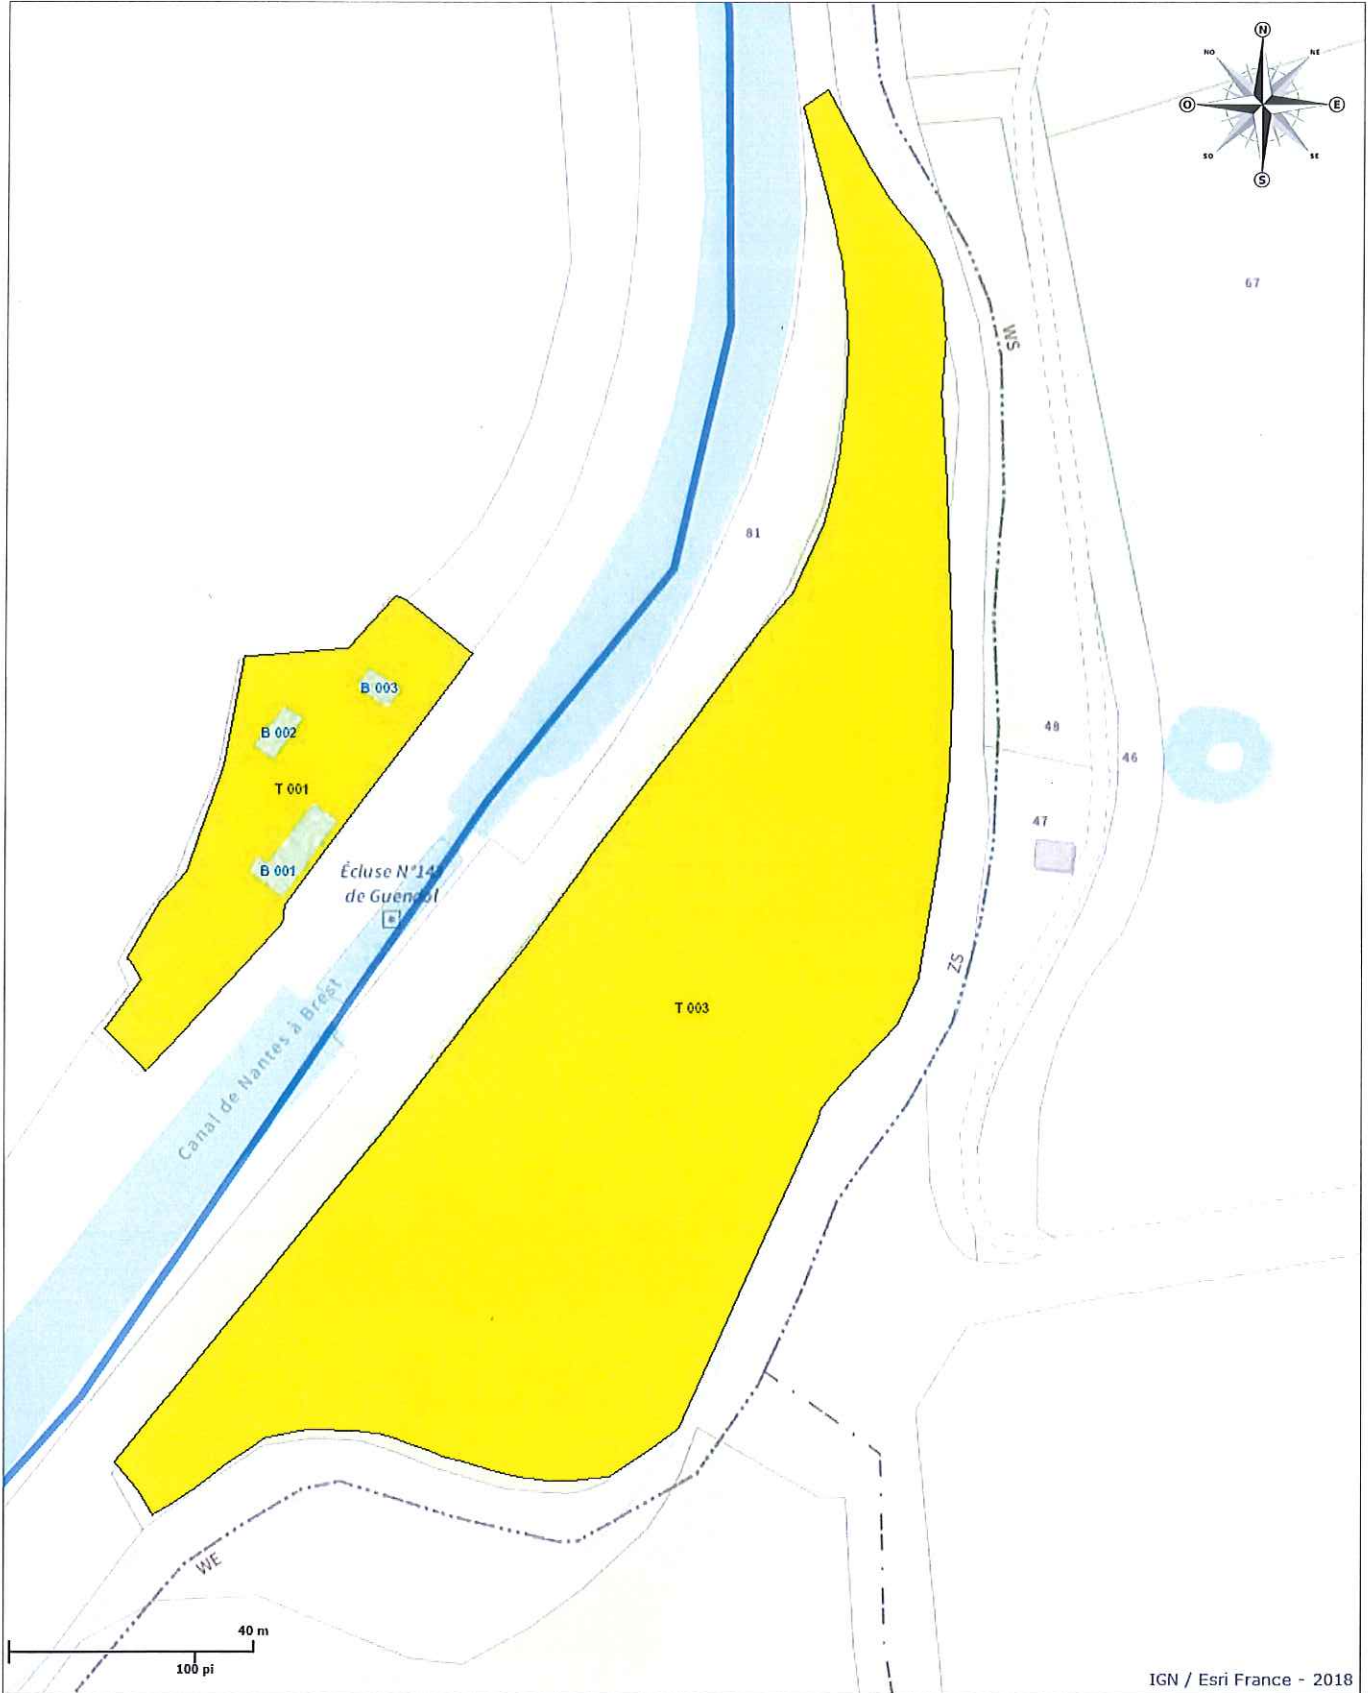 N
NO
NE
O
E
SO
SE
S
67
WS
81
B 003
B 002
48
T 001
46
47
B 001
Écluse N°14
de Guendol
ZS
Canal de Nantes à Brest
T 003
WE
40 m
100 pi
IGN / Esri France - 2018